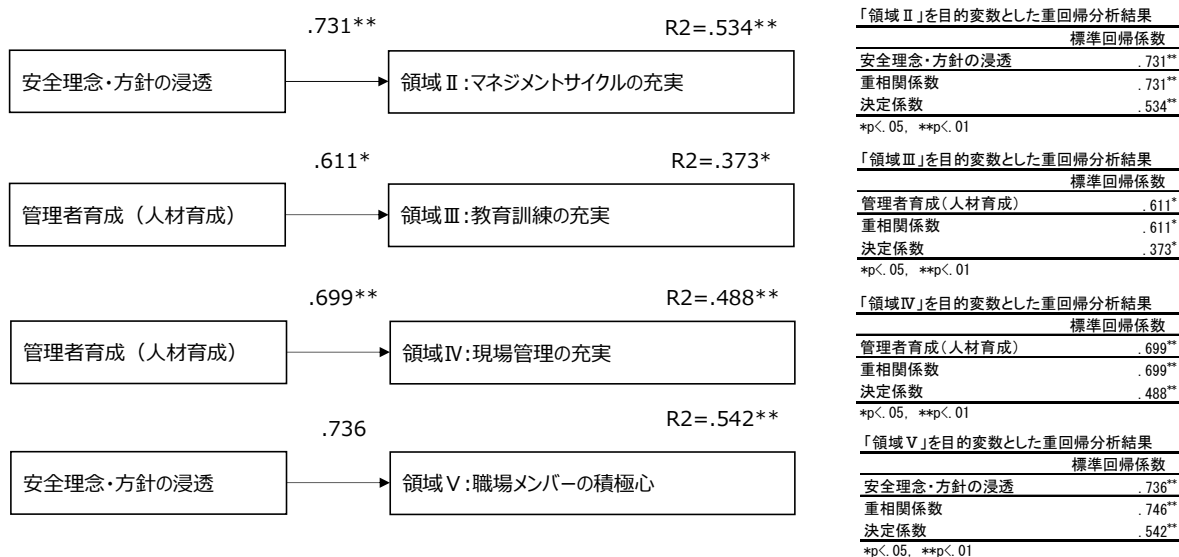 .731** R2=.534**
安全理念・方針の浸透 領域Ⅱ:マネジメントサイクルの充実
.611* R2=.373*
管理者育成（人材育成） 領域Ⅲ:教育訓練の充実
.699** R2=.488**
管理者育成（人材育成） 領域Ⅳ:現場管理の充実
.736 R2=.542**
安全理念・方針の浸透 領域Ⅴ:職場メンバーの積極心
「領域Ⅱ」を目的変数とした重回帰分析結果
標準回帰係数
安全理念・方針の浸透 .731**
重相関係数 .731**
決定係数 .534**
*p<.05, **p<.01
「領域Ⅲ」を目的変数とした重回帰分析結果
標準回帰係数
管理者育成(人材育成) .611*
重相関係数 .611*
決定係数 .373*
*p<.05, **p<.01
「領域Ⅳ」を目的変数とした重回帰分析結果
標準回帰係数
管理者育成(人材育成) .699**
重相関係数 .699**
決定係数 .488**
*p<.05, **p<.01
「領域Ⅴ」を目的変数とした重回帰分析結果
標準回帰係数
安全理念・方針の浸透 .736**
重相関係数 .746**
決定係数 .542**
*p<.05, **p<.01